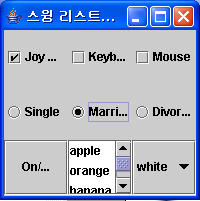 스윙 리스트...
Joy ... Keyb... Mouse
Single Marri... Divor...
On/... apple white
orange
banana